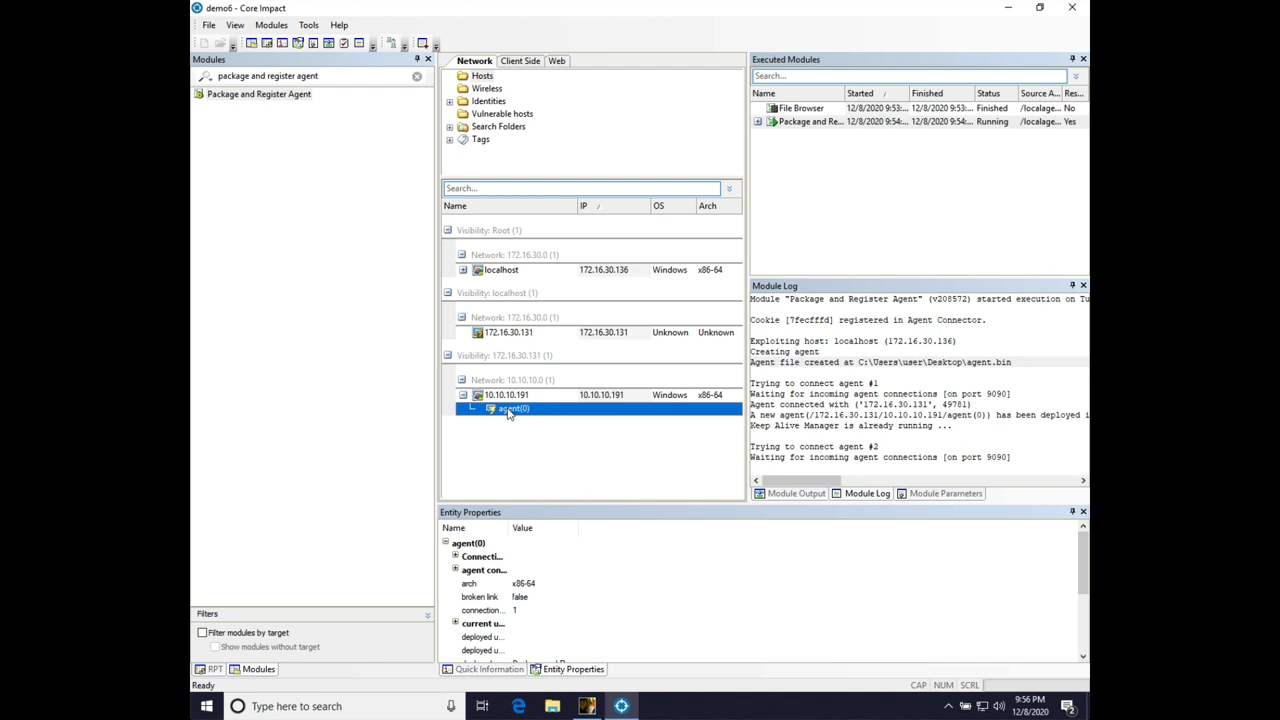 demo6 - Core Impact
File View Modules Tools Help
Modules
package and register agent
Package and Register Agent
Filters
Filter modules by target
Show modules without target
RPT Modules
Ready
Network Client Side Web
Hosts
Wireless
Identities
Vulnerable hosts
Search Folders
Tags
Search...
Name IP OS Arch
Visibility: Root (1)
Network: 172.16.30.0 (1)
localhost 172.16.30.136 Windows x86-64
Visibility: localhost (1)
Network: 172.16.30.0 (1)
172.16.30.131 172.16.30.131 Unknown Unknown
Visibility: 172.16.30.131 (1)
Network: 10.10.10.0 (1)
10.10.10.191 10.10.10.191 Windows x86-64
agent(0)
Executed Modules
Search...
Name Started Finished Status Source A... Res...
File Browser 12/8/2020 9:53:... 12/8/2020 9:53:... Finished /localage... No
Package and Re... 12/8/2020 9:54:... 12/8/2020 9:54:... Running /localage... Yes
Module Log
Module "Package and Register Agent" (v208572) started execution on Tu
Cookie [7fecfffd] registered in Agent Connector.
Exploiting host: localhost (172.16.30.136)
Creating agent
Agent file created at C:\Users\user\Desktop\agent.bin
Trying to connect agent #1
Waiting for incoming agent connections [on port 9090]
Agent connected with ('172.16.30.131', 49781)
A new agent(/172.16.30.131/10.10.10.191/agent(0)) has been deployed i
Keep Alive Manager is already running ...
Trying to connect agent #2
Waiting for incoming agent connections [on port 9090]
Module Output Module Log Module Parameters
Entity Properties
Name Value
agent(0)
Connecti...
agent con...
arch x86-64
broken link false
connection... 1
current u...
deployed u...
deployed u...
Quick Information Entity Properties
CAP NUM SCRL
Type here to search
9:56 PM
12/8/2020
2